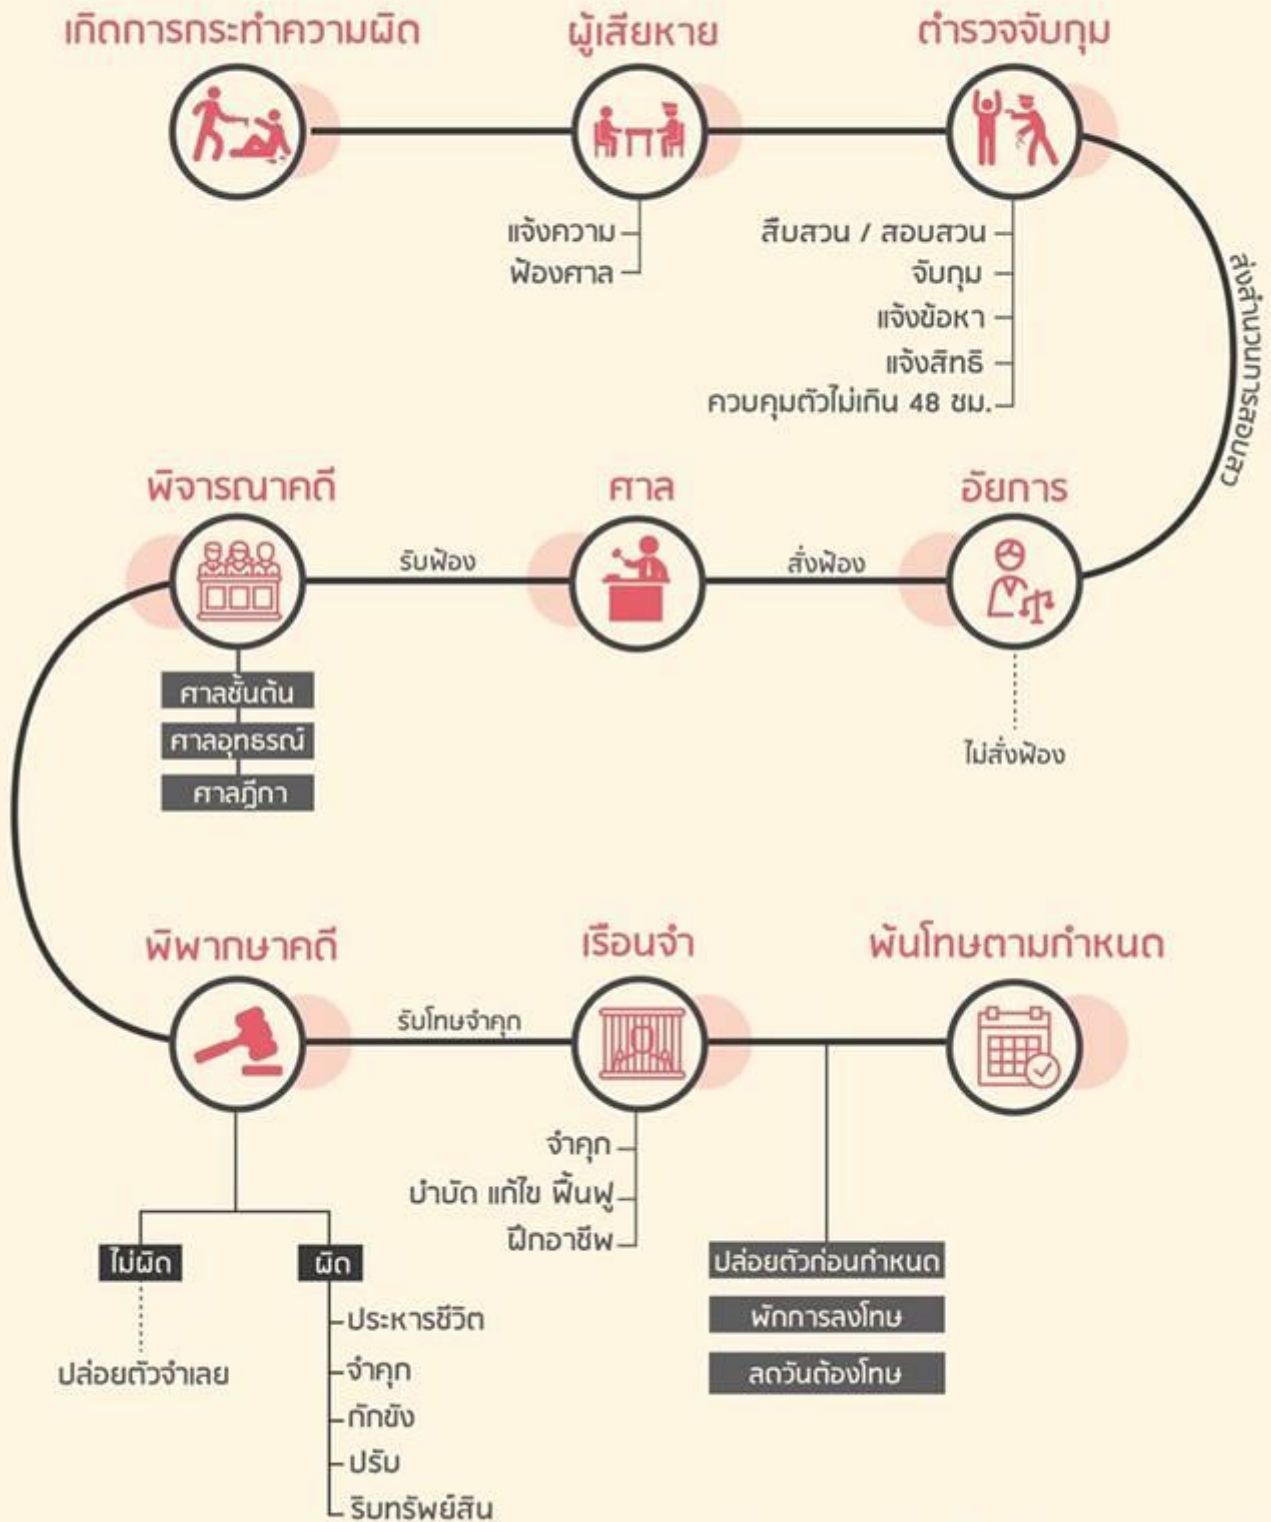 เกิดการกระทำความผิด
ผู้เสียหาย
ตำรวจจับกุม
แจ้งความ
ฟ้องศาล
สืบสวน / สอบสวน
จับกุม
แจ้งข้อหา
แจ้งสิทธิ
ควบคุมตัวไม่เกิน 48 ชม.
ส่งสำนวนการสอบสว
พิจารณาคดี
ศาล
อัยการ
รับฟ้อง
สั่งฟ้อง
ศาลชั้นต้น
ศาลอุทธรณ์
ศาลฎีกา
ไม่สั่งฟ้อง
พิพากษาคดี
เรือนจำ
พ้นโทษตามกำหนด
รับโทษจำคุก
จำคุก
บำบัด แก้ไข ฟื้นฟู
ฝึกอาชีพ
ไม่ผิด
ผิด
ปล่อยตัวจำเลย
ประหารชีวิต
จำคุก
กักขัง
ปรับ
ริบทรัพย์สิน
ปล่อยตัวก่อนกำหนด
พักการลงโทษ
ลดวันต้องโทษ